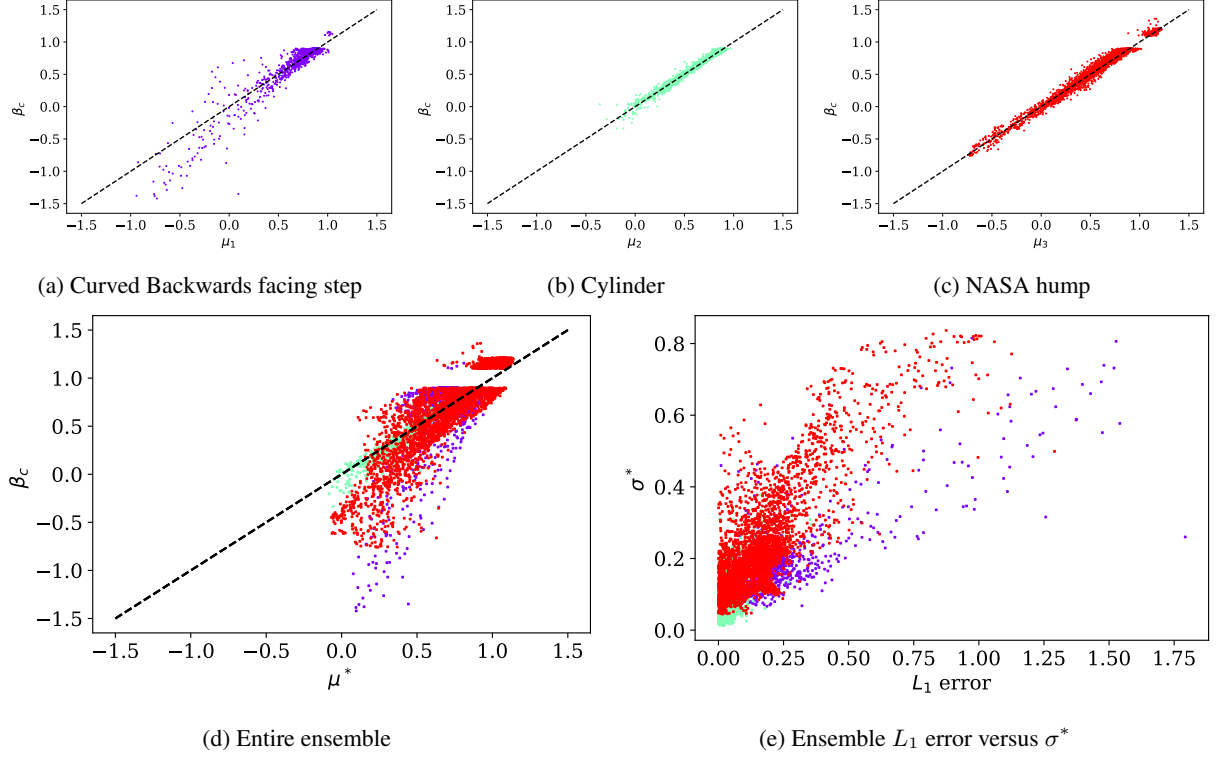 1.5
1.0
0.5
0.0
−0.5
−1.0
−1.5
β_c
−1.5 −1.0 −0.5 0.0 0.5 1.0 1.5
μ₁
1.5
1.0
0.5
0.0
−0.5
−1.0
−1.5
β_c
−1.5 −1.0 −0.5 0.0 0.5 1.0 1.5
μ₂
1.5
1.0
0.5
0.0
−0.5
−1.0
−1.5
β_c
−1.5 −1.0 −0.5 0.0 0.5 1.0 1.5
μ₃
(a) Curved Backwards facing step
(b) Cylinder
(c) NASA hump
1.5
1.0
0.5
0.0
−0.5
−1.0
−1.5
β_c
−1.5 −1.0 −0.5 0.0 0.5 1.0 1.5
μ*
0.8
0.6
0.4
0.2
0.0
σ*
0.00 0.25 0.50 0.75 1.00 1.25 1.50 1.75
L₁ error
(d) Entire ensemble
(e) Ensemble L₁ error versus σ*